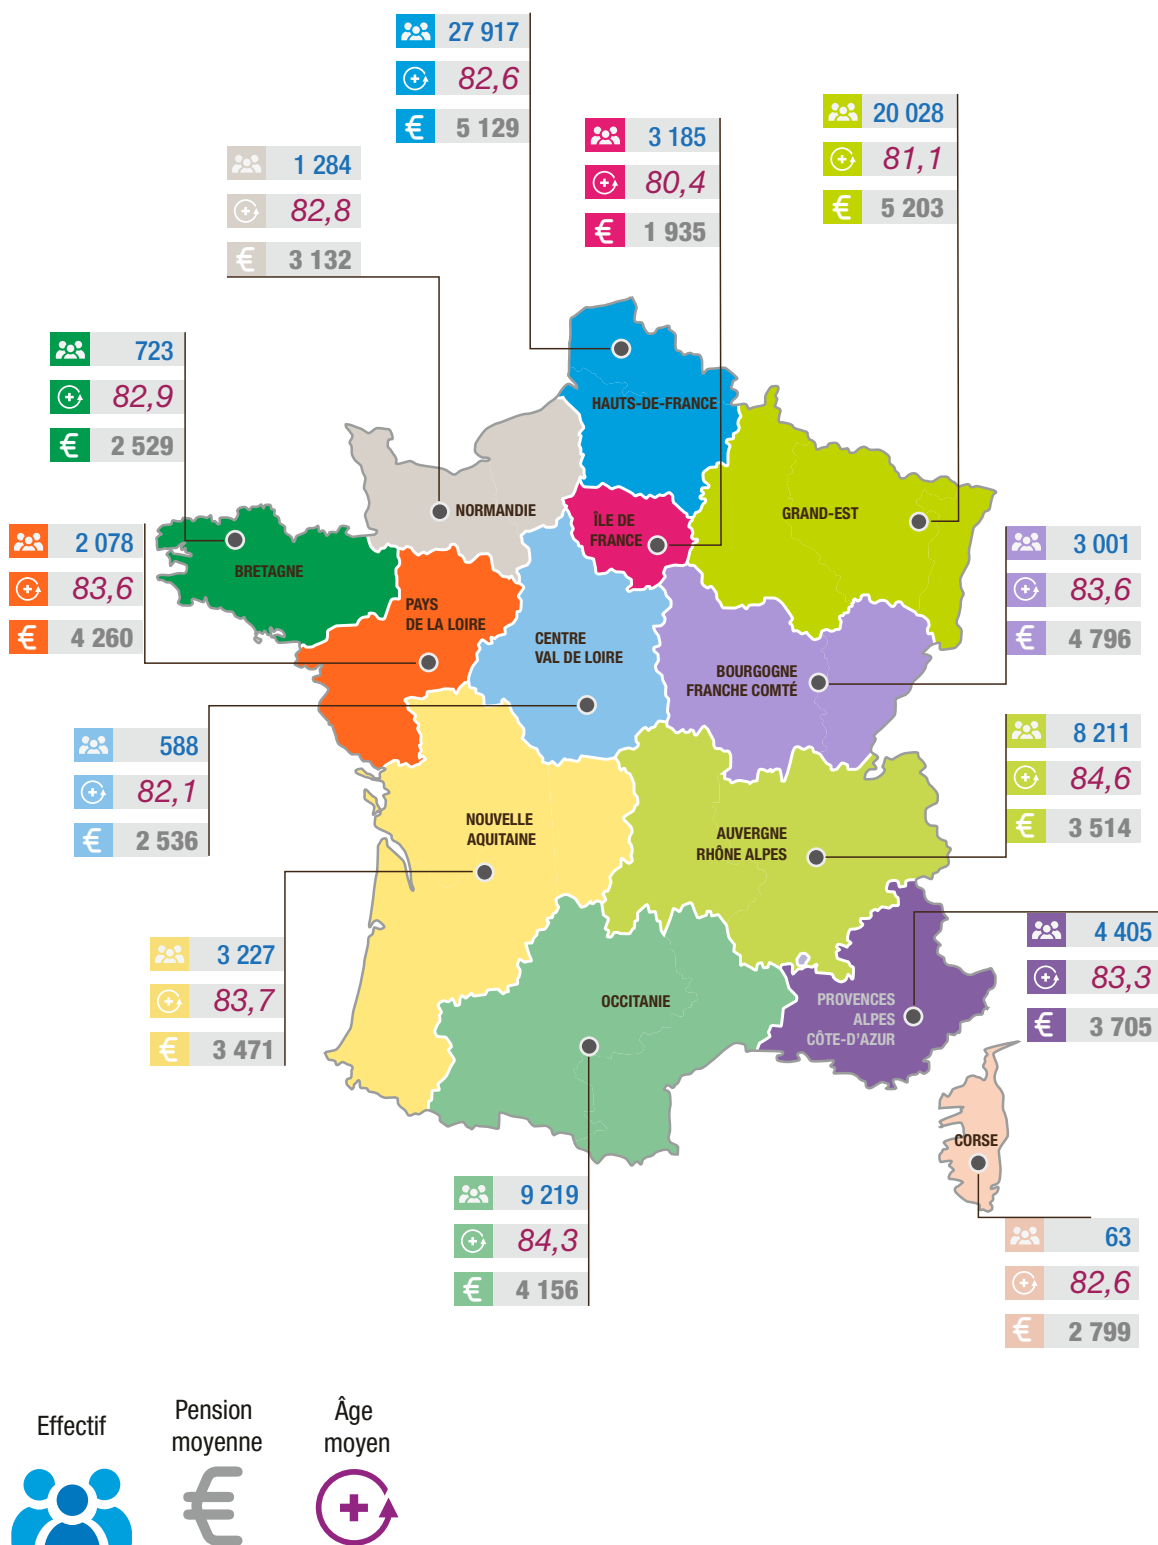 27 917
82,6
5 129
3 185
80,4
1 935
20 028
81,1
5 203
1 284
82,8
3 132
723
82,9
2 529
2 078
83,6
4 260
588
82,1
2 536
3 227
83,7
3 471
9 219
84,3
4 156
3 001
83,6
4 796
8 211
84,6
3 514
4 405
83,3
3 705
63
82,6
2 799
HAUTS-DE-FRANCE
NORMANDIE
ÎLE DE
FRANCE
GRAND-EST
BRETAGNE
PAYS
DE LA LOIRE
CENTRE
VAL DE LOIRE
BOURGOGNE
FRANCHE COMTÉ
NOUVELLE
AQUITAINE
AUVERGNE
RHÔNE ALPES
OCCITANIE
PROVENCES
ALPES
CÔTE-D'AZUR
CORSE
Effectif
Pension
moyenne
Âge
moyen